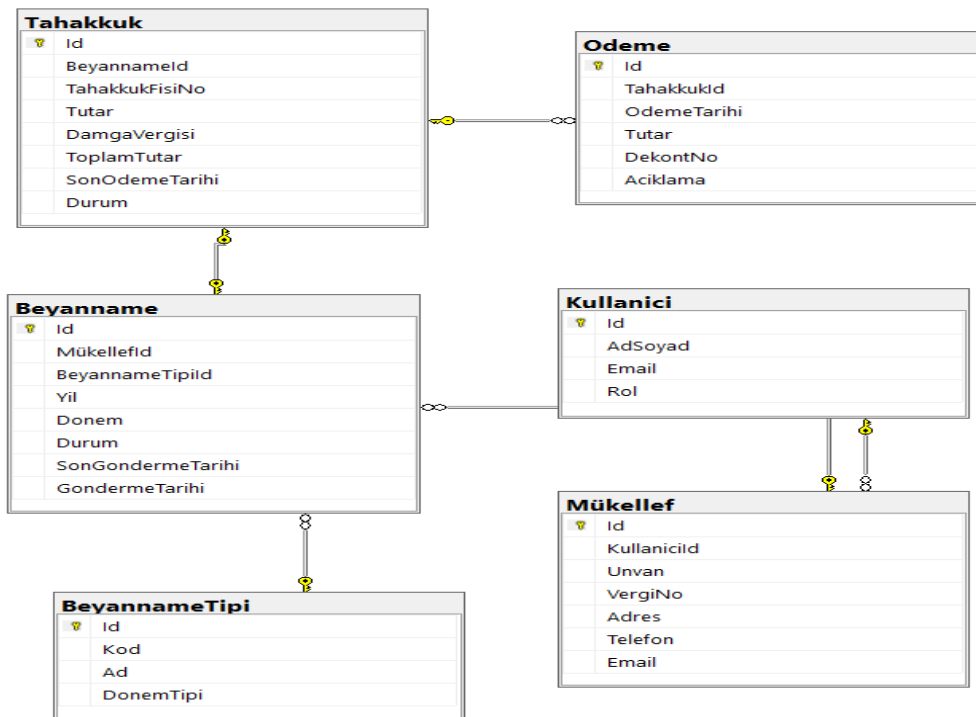 Tahakkuk
Id
BeyannameId
TahakkukFisiNo
Tutar
DamgaVergisi
ToplamTutar
SonOdemeTarihi
Durum
Odeme
Id
TahakkukId
OdemeTarihi
Tutar
DekontNo
Aciklama
Beyanname
Id
MükellefId
BeyannameTipiId
Yil
Donem
Durum
SonGondermeTarihi
GondermeTarihi
Kullanici
Id
AdSoyad
Email
Rol
Mükellef
Id
KullaniciId
Unvan
VergiNo
Adres
Telefon
Email
BeyannameTipi
Id
Kod
Ad
DonemTipi